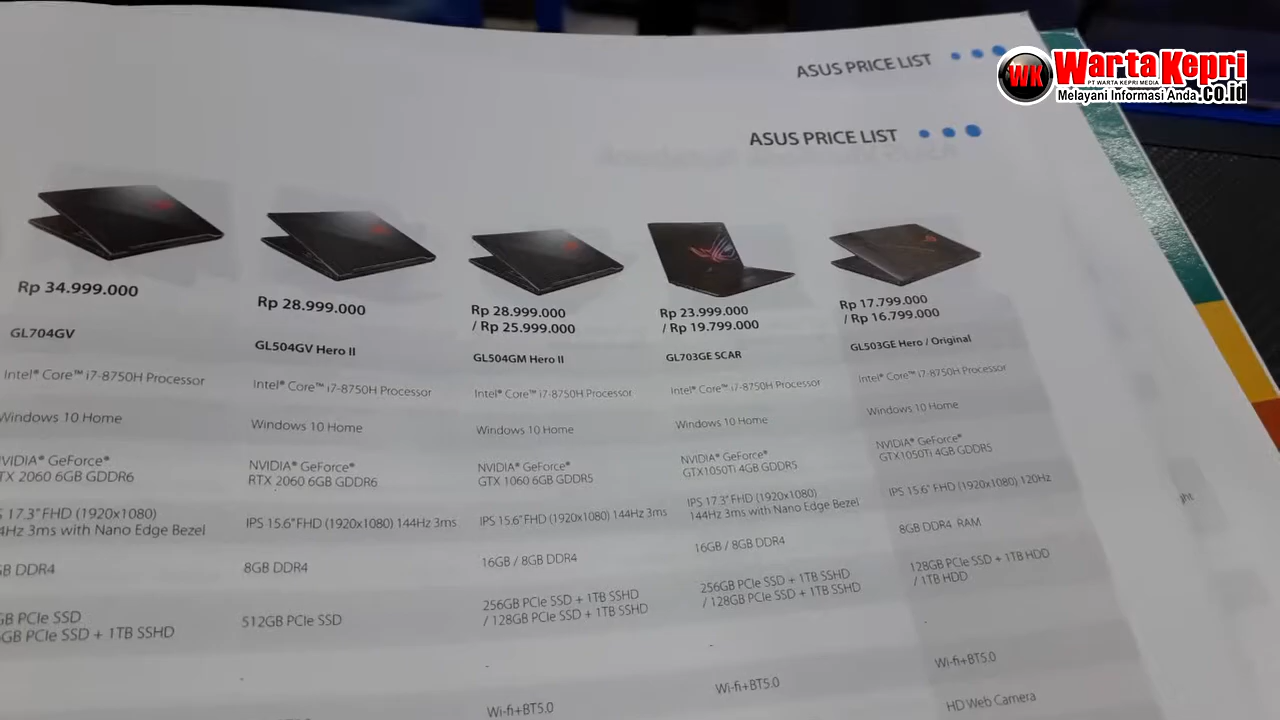 ASUS PRICE LIST
WK
WartaKepri
PT WARTA KEPRI MEDIA
Melayani Informasi Anda
.co.id
ASUS PRICE LIST
Rp 34.999.000
GL704GV
Intel® Core™ i7-8750H Processor
Windows 10 Home
GeForce®
2060 6GB GDDR6
17.3" FHD (1920x1080)
3ms with Nano Edge Bezel
DDR4
PCIe SSD
PCIe SSD + 1TB SSHD
Rp 28.999.000
GL504GV Hero II
Intel® Core™ i7-8750H Processor
Windows 10 Home
NVIDIA® GeForce®
RTX 2060 6GB GDDR6
IPS 15.6" FHD (1920x1080) 144Hz 3ms
8GB DDR4
512GB PCIe SSD
Rp 28.999.000
/ Rp 25.999.000
GL504GM Hero II
Intel® Core™ i7-8750H Processor
Windows 10 Home
NVIDIA® GeForce®
GTX 1060 6GB GDDR5
IPS 15.6" FHD (1920x1080) 144Hz 3ms
16GB / 8GB DDR4
256GB PCIe SSD + 1TB SSHD
/ 128GB PCIe SSD + 1TB SSHD
-
Wi-fi+BT5.0
Rp 23.999.000
/ Rp 19.799.000
GL703GE SCAR
Intel® Core™ i7-8750H Processor
Windows 10 Home
NVIDIA® GeForce®
GTX1050Ti 4GB GDDR5
IPS 17.3" FHD (1920x1080)
144Hz 3ms with Nano Edge Bezel
16GB / 8GB DDR4
256GB PCIe SSD + 1TB SSHD
/ 128GB PCIe SSD + 1TB SSHD
-
Wi-fi+BT5.0
Rp 17.799.000
/ Rp 16.799.000
GL503GE Hero / Original
Intel® Core™ i7-8750H Processor
Windows 10 Home
NVIDIA® GeForce®
GTX1050Ti 4GB GDDR5
IPS 15.6" FHD (1920x1080) 120Hz
8GB DDR4 RAM
128GB PCIe SSD + 1TB HDD
/ 1TB HDD
-
Wi-fi+BT5.0
HD Web Camera